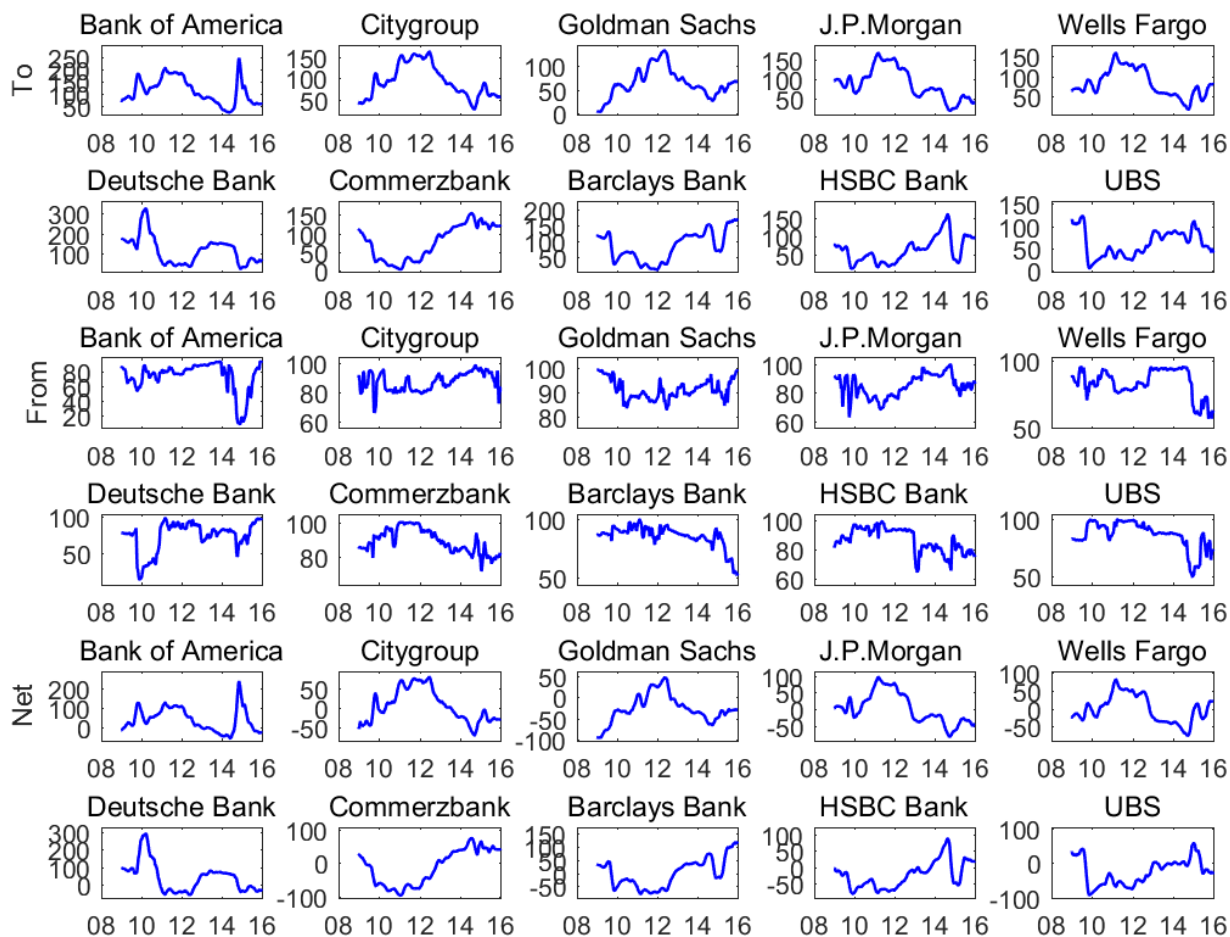 Bank of America Citygroup Goldman Sachs J.P.Morgan Wells Fargo
To
250 200 150 100 50
150 100 50
100 50 0
150 100 50
150 100 50
08 10 12 14 16 08 10 12 14 16 08 10 12 14 16 08 10 12 14 16 08 10 12 14 16
Deutsche Bank Commerzbank Barclays Bank HSBC Bank UBS
300 200 100
150 100 50 0
200 150 100 50
150 100 50
150 100 50 0
08 10 12 14 16 08 10 12 14 16 08 10 12 14 16 08 10 12 14 16 08 10 12 14 16
Bank of America Citygroup Goldman Sachs J.P.Morgan Wells Fargo
From
80 60 40 20
100 80 60
100 90 80
100 80 60
100 50
08 10 12 14 16 08 10 12 14 16 08 10 12 14 16 08 10 12 14 16 08 10 12 14 16
Deutsche Bank Commerzbank Barclays Bank HSBC Bank UBS
100 50
100 80
100 50
100 80 60
100 50
08 10 12 14 16 08 10 12 14 16 08 10 12 14 16 08 10 12 14 16 08 10 12 14 16
Bank of America Citygroup Goldman Sachs J.P.Morgan Wells Fargo
Net
200 100 0
50 0 -50
50 0 -50 -100
100 50 0 -50
100 50 0 -50
08 10 12 14 16 08 10 12 14 16 08 10 12 14 16 08 10 12 14 16 08 10 12 14 16
Deutsche Bank Commerzbank Barclays Bank HSBC Bank UBS
300 200 100 0
100 0 -100
150 100 50 0 -50
100 50 0 -50
100 0 -100
08 10 12 14 16 08 10 12 14 16 08 10 12 14 16 08 10 12 14 16 08 10 12 14 16